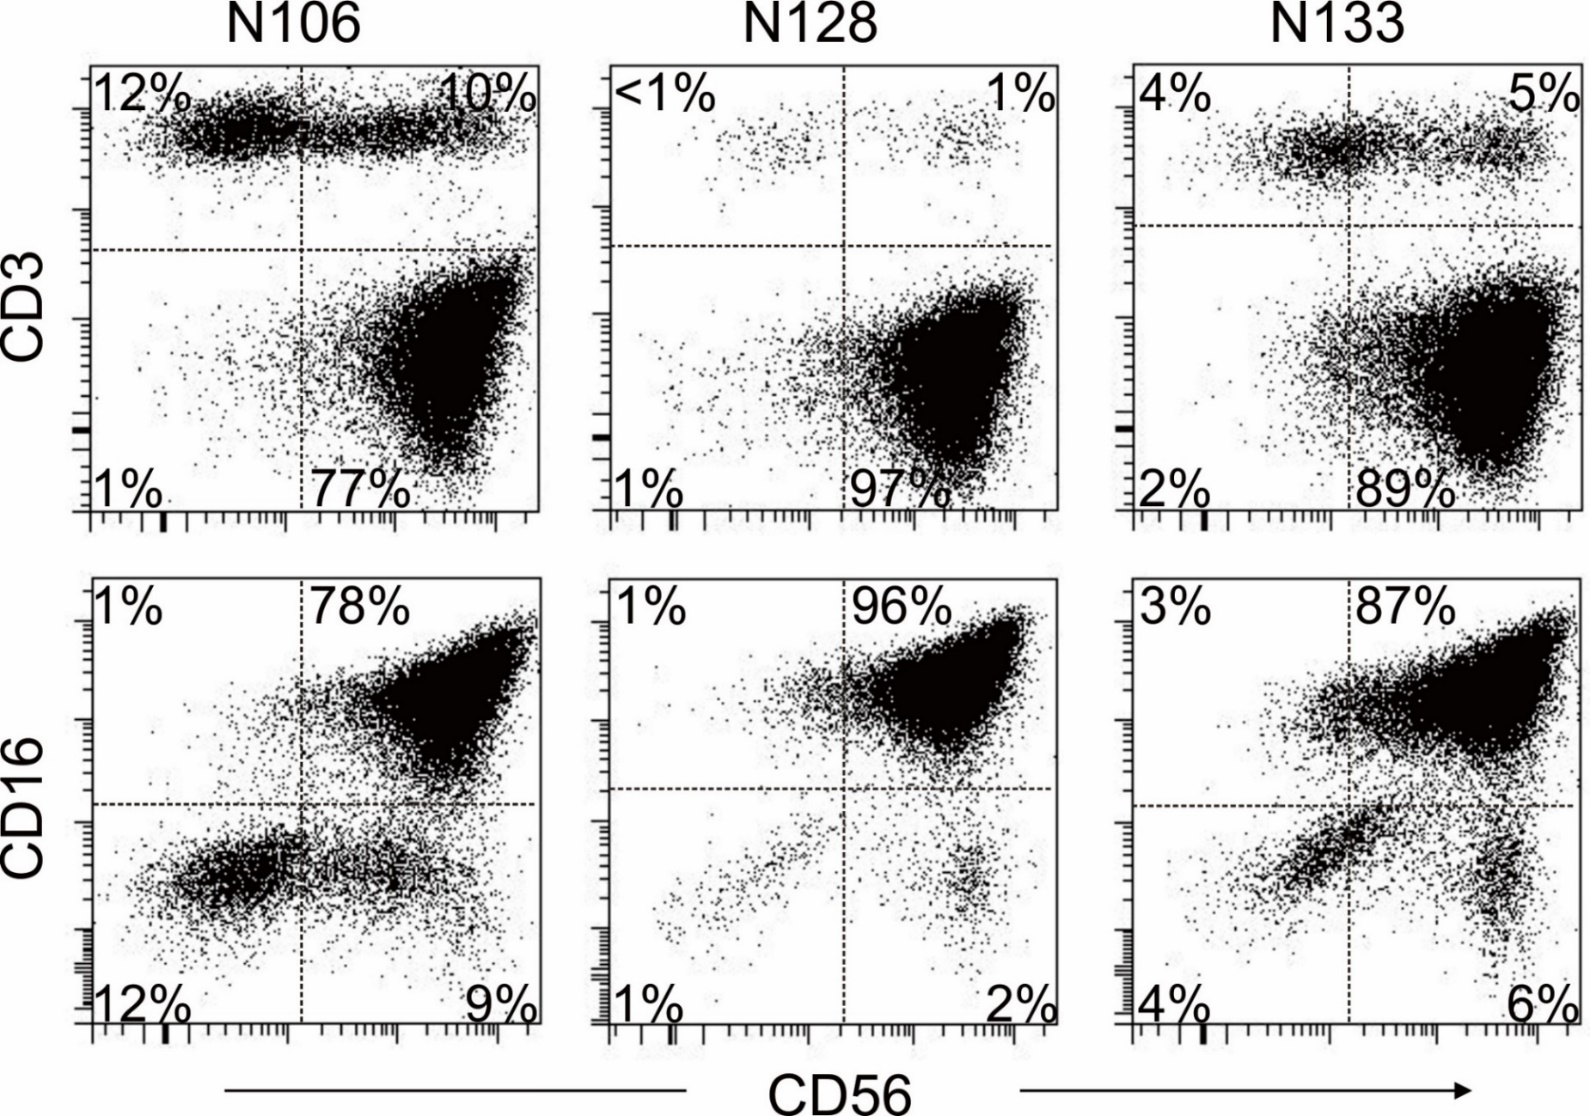 N106 N128 N133
12% 10% <1% 1% 4% 5%
CD3
1% 77% 1% 97% 2% 89%
1% 78% 1% 96% 3% 87%
CD16
12% 9% 1% 2% 4% 6%
CD56